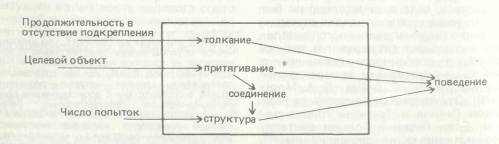 Продолжительность в
отсутствие подкрепления
толкание
Целевой объект
притягивание
поведение
соединение
Число попыток
структура